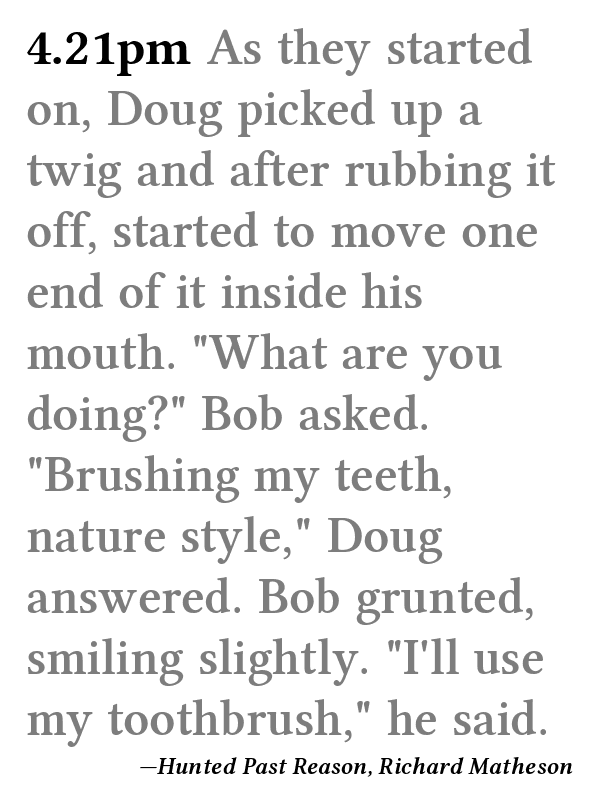 4.21pm As they started
on, Doug picked up a
twig and after rubbing it
off, started to move one
end of it inside his
mouth. "What are you
doing?" Bob asked.
"Brushing my teeth,
nature style," Doug
answered. Bob grunted,
smiling slightly. "I'll use
my toothbrush," he said.
—Hunted Past Reason, Richard Matheson